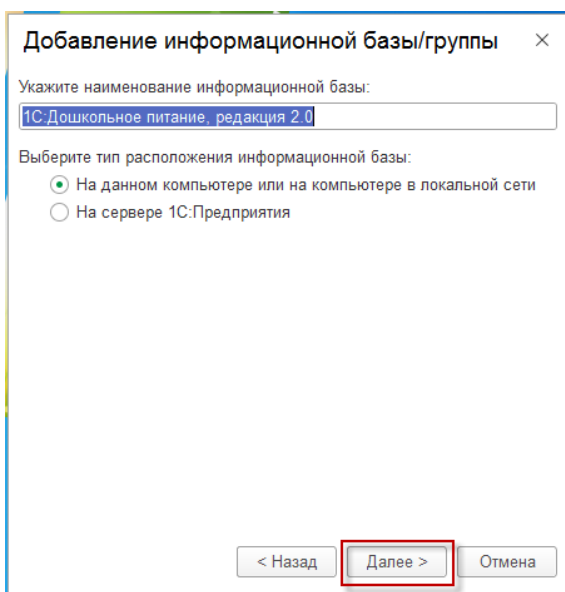 Добавление информационной базы/группы
Укажите наименование информационной базы:
1С:Дошкольное питание, редакция 2.0
Выберите тип расположения информационной базы:
На данном компьютере или на компьютере в локальной сети
На сервере 1С:Предприятия
< Назад Далее > Отмена